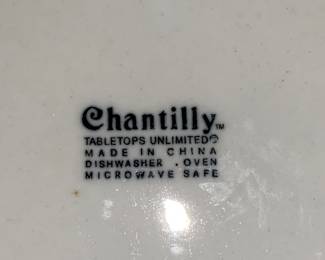 Chantilly™
TABLETOPS UNLIMITED®
MADE IN CHINA
DISHWASHER . OVEN
MICROWAVE SAFE